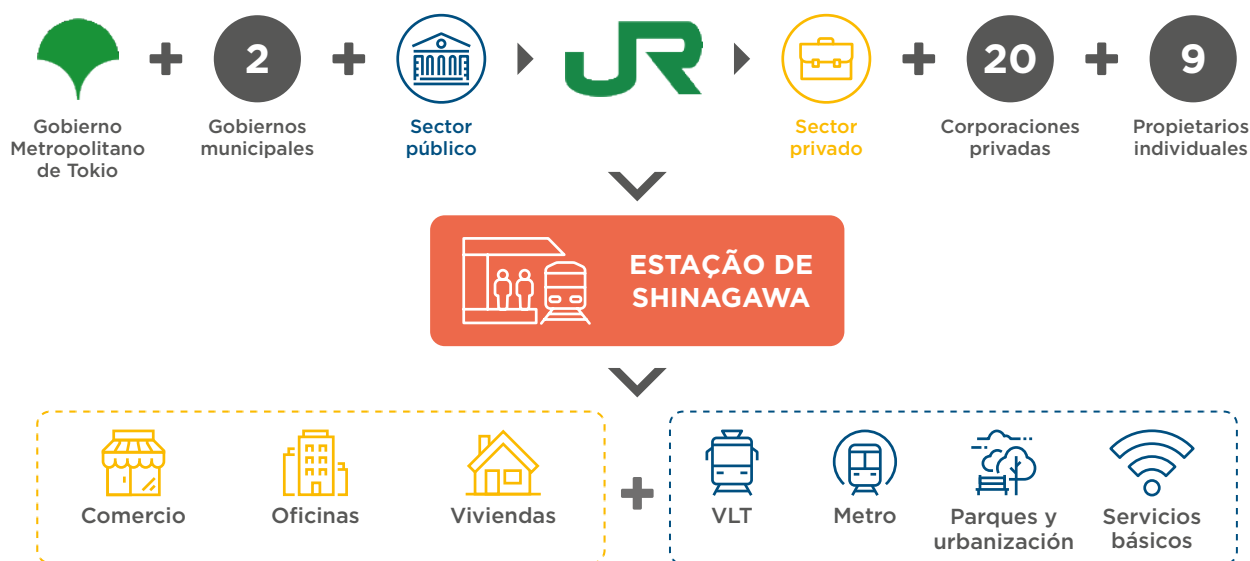 2
JR
20
9
Gobierno
Metropolitano
de Tokio
Gobiernos
municipales
Sector
público
Sector
privado
Corporaciones
privadas
Propietarios
individuales
ESTAÇÃO DE
SHINAGAWA
Comercio
Oficinas
Viviendas
VLT
Metro
Parques y
urbanización
Servicios
básicos